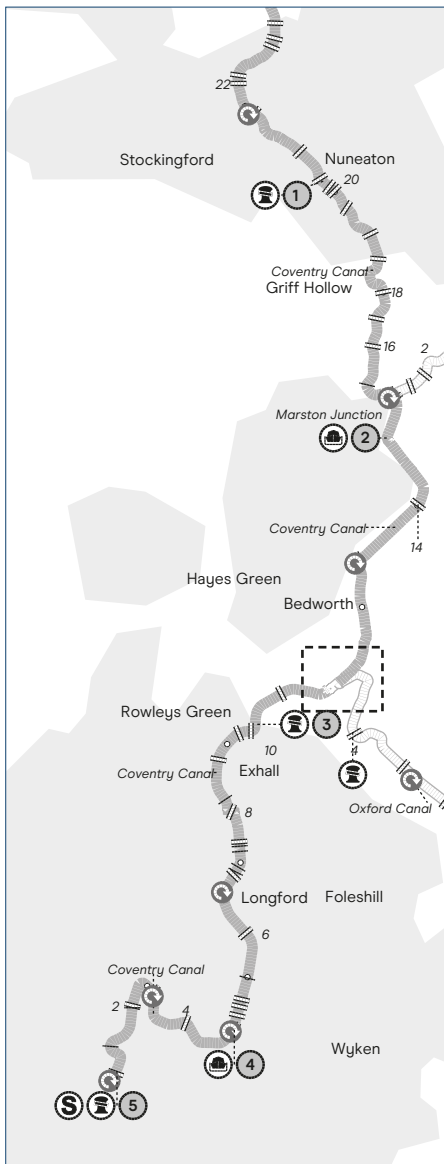 22
Stockingford
Nuneaton
20
1
Coventry Canal
Griff Hollow
18
16
2
Marston Junction
2
Coventry Canal
14
Hayes Green
Bedworth
Rowleys Green
3
10
4
Exhall
Coventry Canal
Oxford Canal
8
Longford
Foleshill
6
Coventry Canal
2
4
Wyken
4
S
5